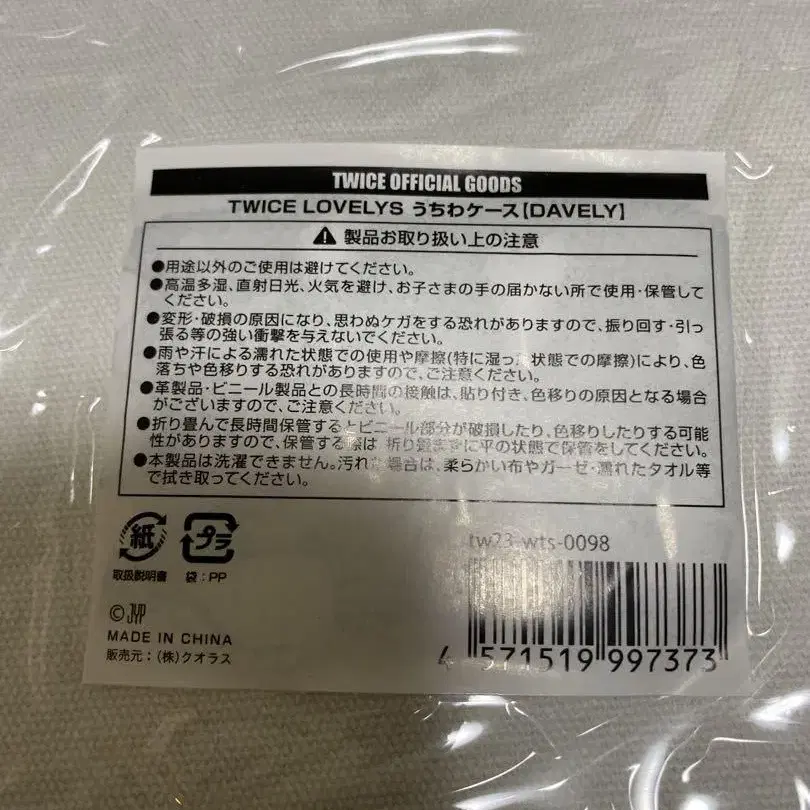 TWICE OFFICIAL GOODS
TWICE LOVELYS うちわケース【DAVELY】
製品お取り扱い上の注意
●用途以外のご使用は避けてください。
●高温多湿、直射日光、火気を避け、お子さまの手の届かない所で使用・保管して
ください。
●変形・破損の原因になり、思わぬケガをする恐れがありますので、振り回す・引っ
張る等の強い衝撃を与えないでください。
●雨や汗による濡れた状態での使用や摩擦(特に湿った状態での摩擦)により、色
落ちや色移りする恐れがありますので、ご注意ください。
●革製品・ビニール製品との長時間の接触は、貼り付き、色移りの原因となる場合
がございますので、ご注意ください。
●折り畳んで長時間保管するとビニール部分が破損したり、色移りしたりする可能
性がありますので、保管する際は 折り畳まずに平の状態で保管をしてください。
●本製品は洗濯できません。汚れた場合は、柔らかい布やガーゼ・濡れたタオル等
で拭き取ってください。
紙 プラ
取扱説明書 袋：PP
tw23-wts-0098
© JYP
MADE IN CHINA
販売元：(株)クオラス
4 571519 997373